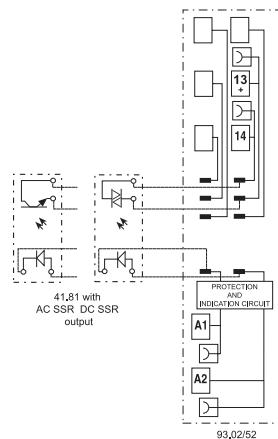 13
+
14
41.81 with
AC SSR DC SSR
output
PROTECTION
AND
INDICATION CIRCUIT
A1
A2
93.02/52